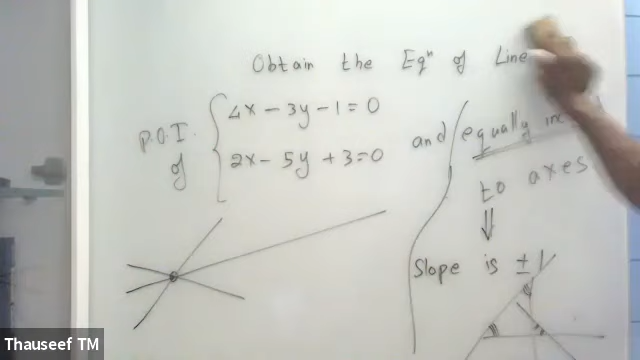 Obtain the Eqⁿ of Line
P.O.I. of
4x - 3y - 1 = 0
2x - 5y + 3 = 0
and equally
to axes
⇓
Slope is ± 1
Thauseef TM